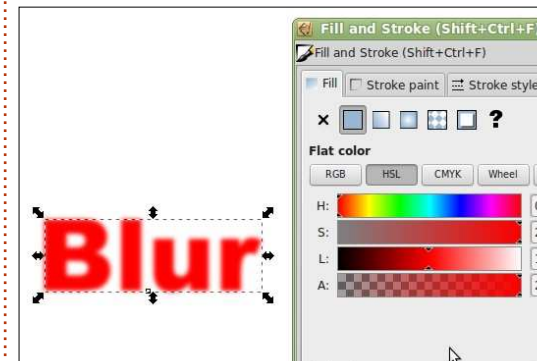 Fill and Stroke (Shift+Ctrl+F)
Fill and Stroke (Shift+Ctrl+F)
Fill Stroke paint Stroke style
× ?
Flat color
RGB HSL CMYK Wheel
H:
S:
L:
A:
Blur